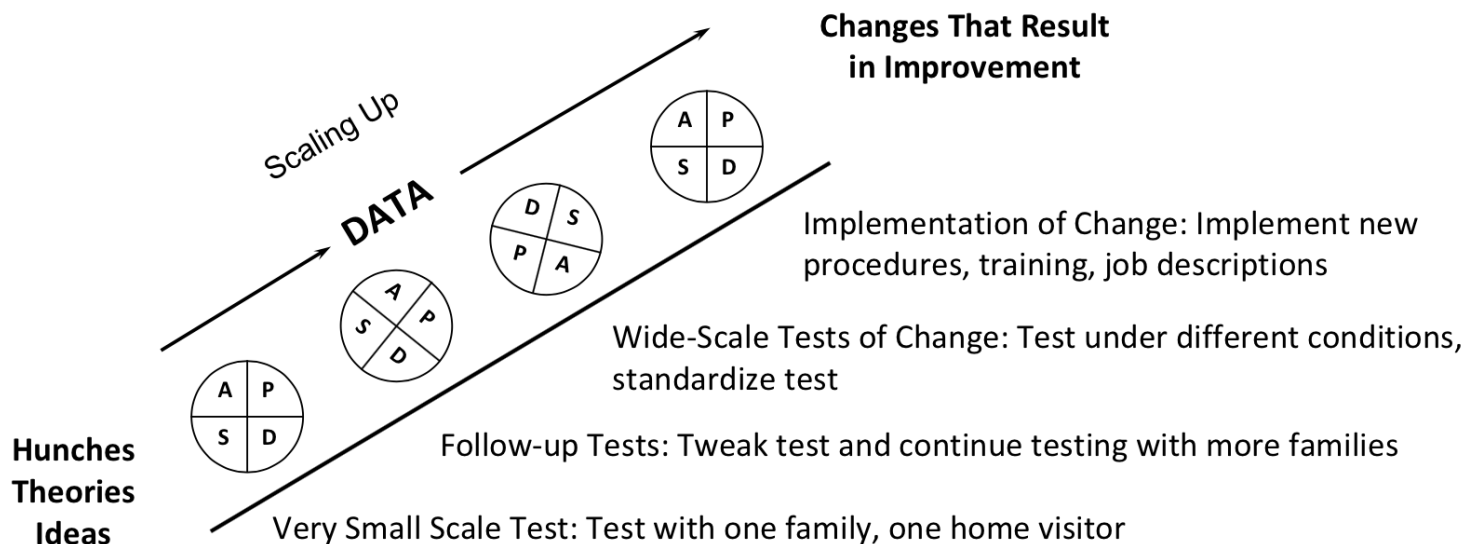 Changes That Result
in Improvement
Scaling Up
DATA
A P
S D
D S
P A
A P
S D
A P
S D
Implementation of Change: Implement new
procedures, training, job descriptions
Wide-Scale Tests of Change: Test under different conditions,
standardize test
Follow-up Tests: Tweak test and continue testing with more families
Very Small Scale Test: Test with one family, one home visitor
Hunches
Theories
Ideas